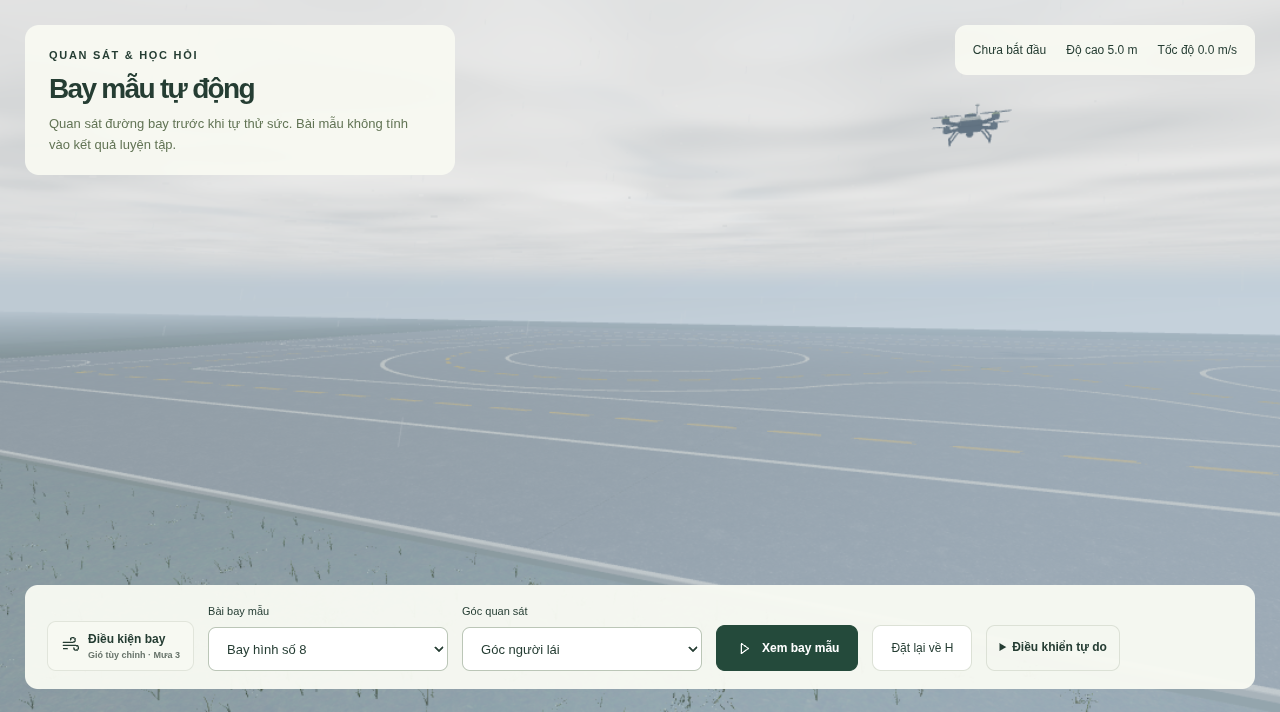 QUAN SÁT & HỌC HỎI
Bay mẫu tự động
Quan sát đường bay trước khi tự thử sức. Bài mẫu không tính
vào kết quả luyện tập.
Chưa bắt đầu Độ cao 5.0 m Tốc độ 0.0 m/s
Bài bay mẫu
Góc quan sát
Điều kiện bay
Gió tùy chỉnh · Mưa 3
Bay hình số 8
Góc người lái
Xem bay mẫu
Đặt lại về H
Điều khiển tự do